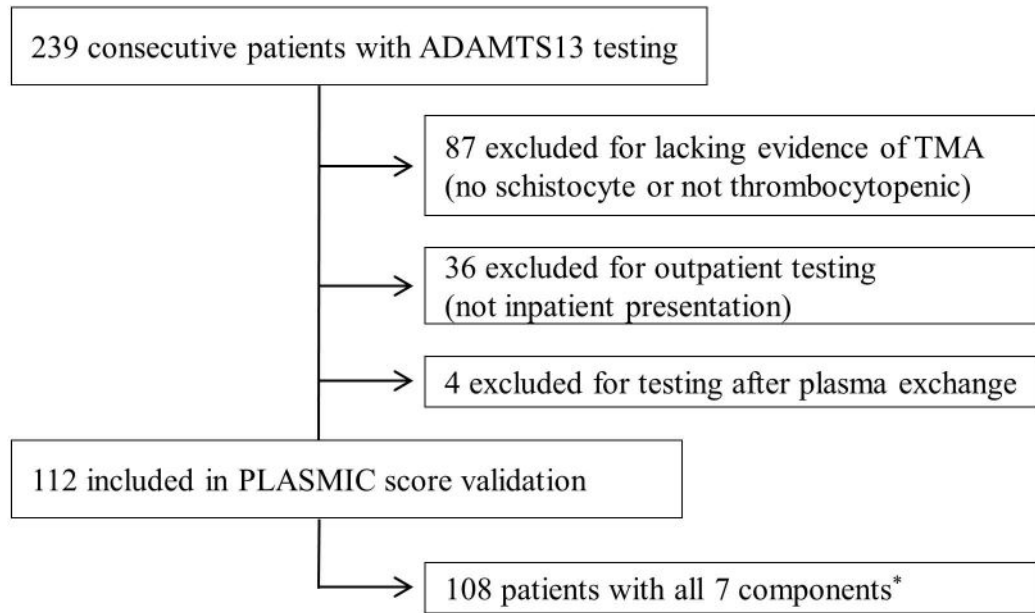 239 consecutive patients with ADAMTS13 testing
87 excluded for lacking evidence of TMA
(no schistocyte or not thrombocytopenic)
36 excluded for outpatient testing
(not inpatient presentation)
4 excluded for testing after plasma exchange
112 included in PLASMIC score validation
108 patients with all 7 components*